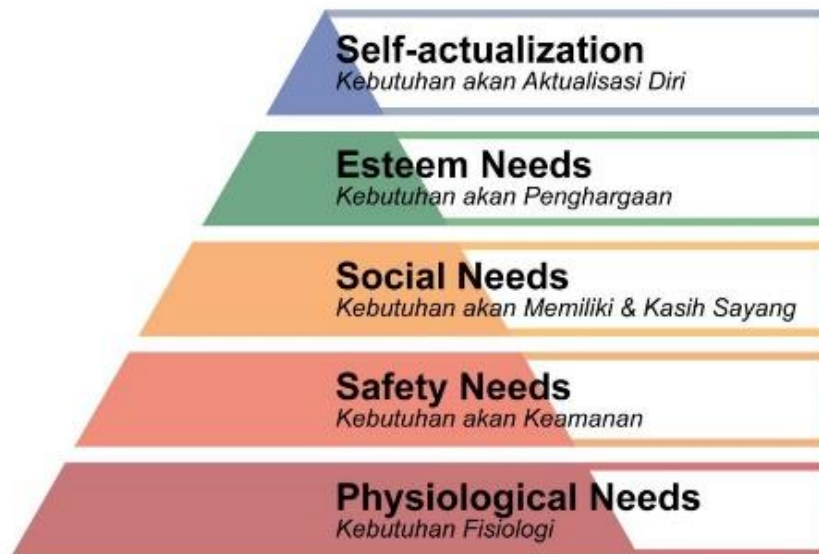 Self-actualization
Kebutuhan akan Aktualisasi Diri
Esteem Needs
Kebutuhan akan Penghargaan
Social Needs
Kebutuhan akan Memiliki & Kasih Sayang
Safety Needs
Kebutuhan akan Keamanan
Physiological Needs
Kebutuhan Fisiologi